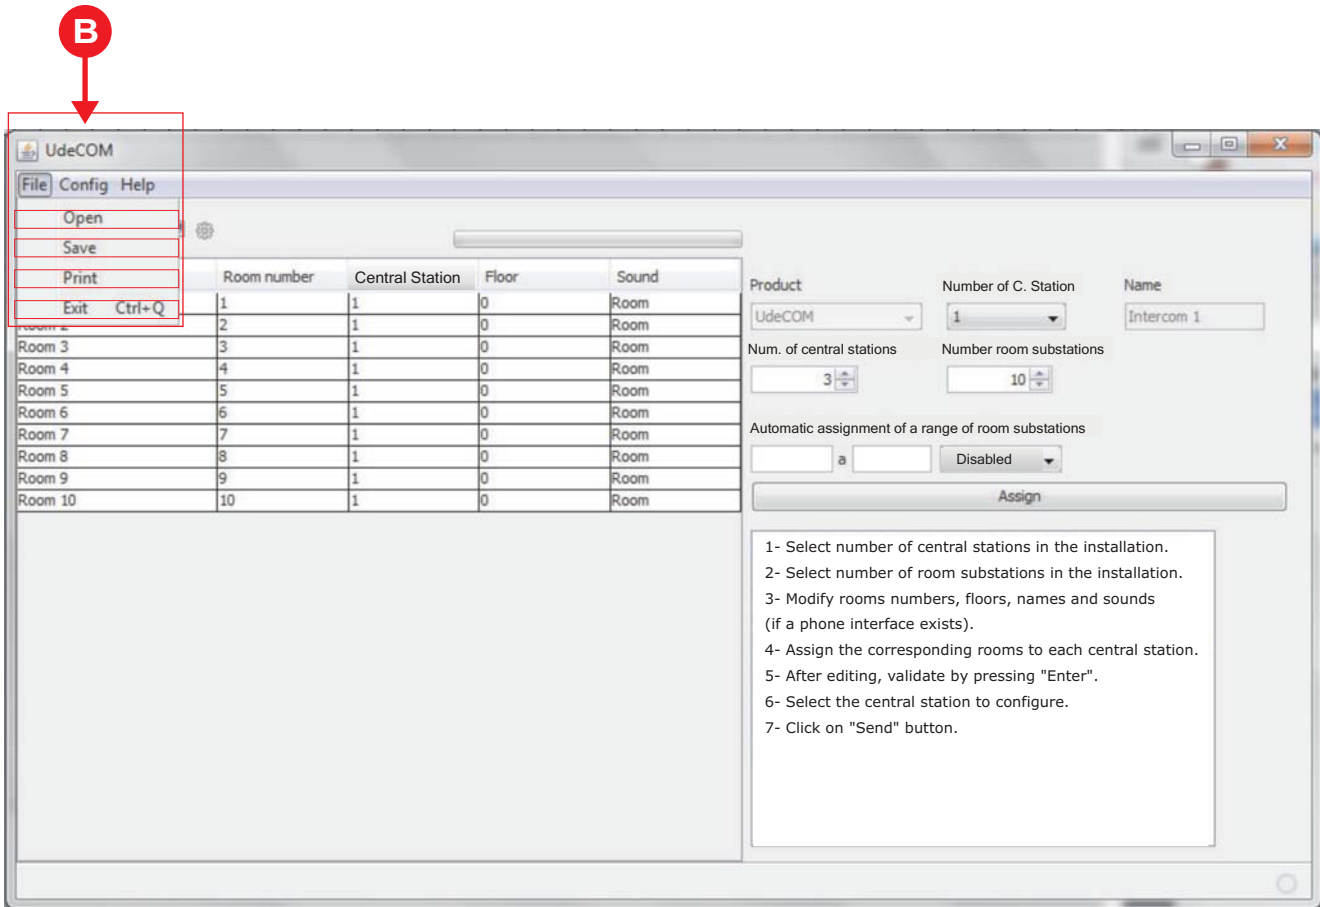 B
UdeCOM
File Config Help
Open
Save
Print
Exit Ctrl+Q
Room number Central Station Floor Sound
1 1 0 Room
Room 2 2 1 0 Room
Room 3 3 1 0 Room
Room 4 4 1 0 Room
Room 5 5 1 0 Room
Room 6 6 1 0 Room
Room 7 7 1 0 Room
Room 8 8 1 0 Room
Room 9 9 1 0 Room
Room 10 10 1 0 Room
Product Number of C. Station Name
UdeCOM 1 Intercom 1
Num. of central stations Number room substations
3 10
Automatic assignment of a range of room substations
a Disabled
Assign
1- Select number of central stations in the installation.
2- Select number of room substations in the installation.
3- Modify rooms numbers, floors, names and sounds
(if a phone interface exists).
4- Assign the corresponding rooms to each central station.
5- After editing, validate by pressing "Enter".
6- Select the central station to configure.
7- Click on "Send" button.